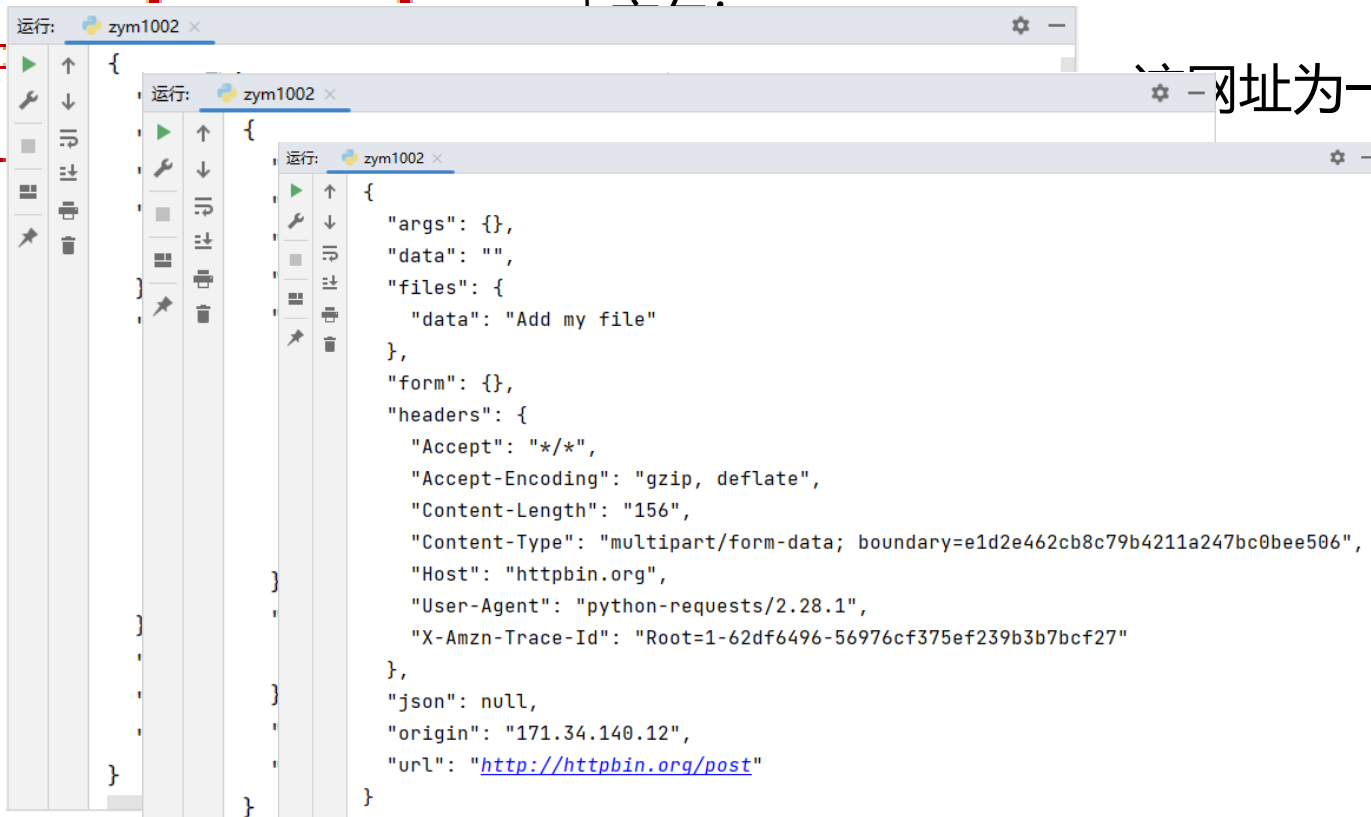 运行: zym1002
该网址为一
运行: zym1002
运行: zym1002
{
"args": {},
"data": "",
"files": {
"data": "Add my file"
},
"form": {},
"headers": {
"Accept": "*/*",
"Accept-Encoding": "gzip, deflate",
"Content-Length": "156",
"Content-Type": "multipart/form-data; boundary=e1d2e462cb8c79b4211a247bc0bee506",
"Host": "httpbin.org",
"User-Agent": "python-requests/2.28.1",
"X-Amzn-Trace-Id": "Root=1-62df6496-56976cf375ef239b3b7bcf27"
},
"json": null,
"origin": "171.34.140.12",
"url": "http://httpbin.org/post"
}